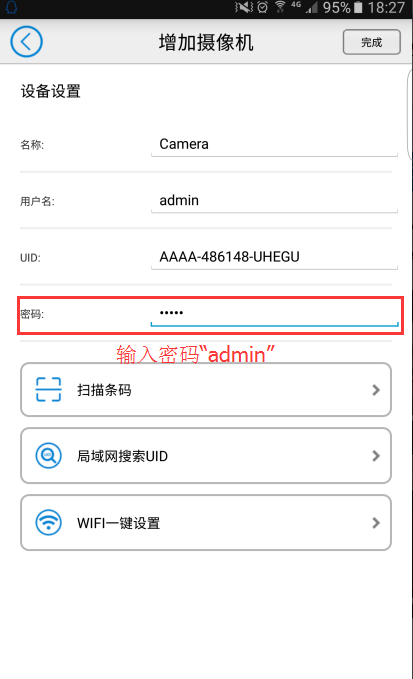 4G 95% 18:27
增加摄像机 完成
设备设置
名称: Camera
用户名: admin
UID: AAAA-486148-UHEGU
密码: •••••
输入密码“admin”
扫描条码
局域网搜索UID
WIFI一键设置